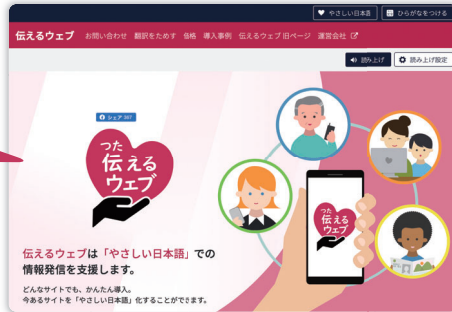 やさしい日本語 ひらがなをつける
伝えるウェブ お問い合わせ 翻訳をためす 価格 導入事例 伝えるウェブ 旧ページ 運営会社
読み上げ 読み上げ設定
シェア 397
つた
伝える
ウェブ
つた
伝える
ウェブ
伝えるウェブは「やさしい日本語」での
情報発信を支援します。
どんなサイトでも、かんたん導入。
今あるサイトを「やさしい日本語」化することができます。